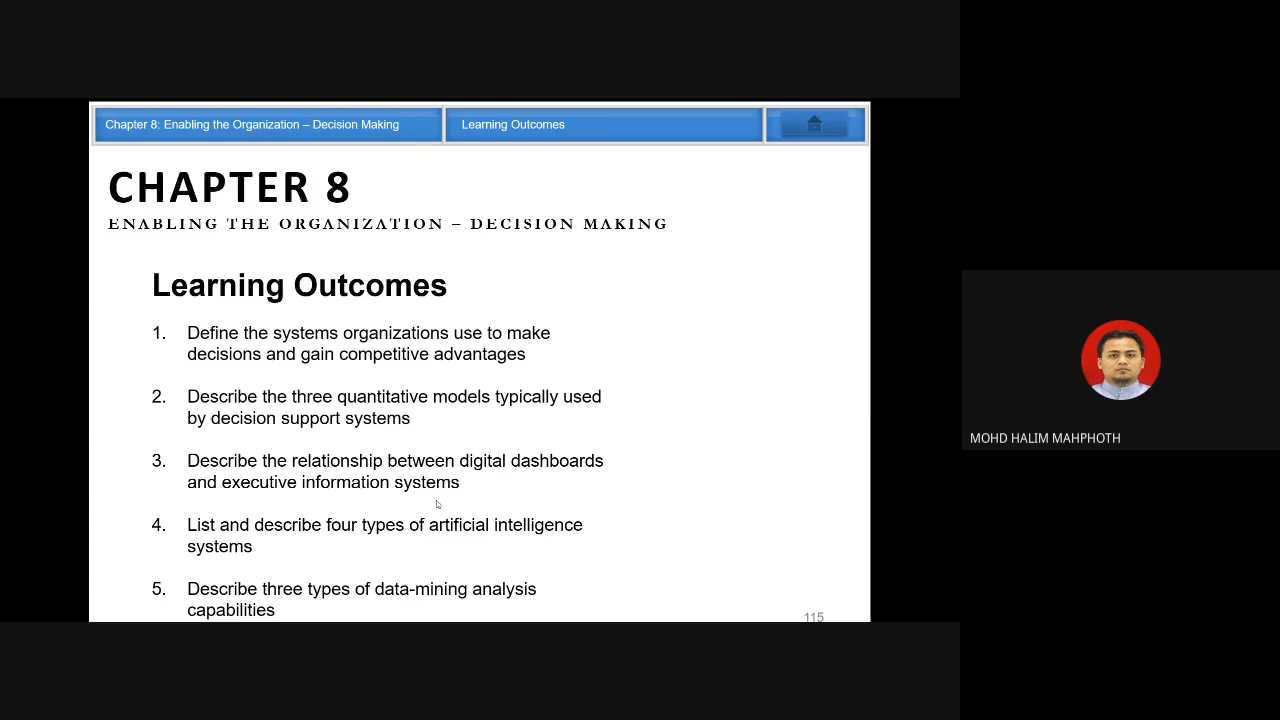 Chapter 8: Enabling the Organization – Decision Making
Learning Outcomes
CHAPTER 8
ENABLING THE ORGANIZATION – DECISION MAKING
Learning Outcomes
1. Define the systems organizations use to make
decisions and gain competitive advantages
2. Describe the three quantitative models typically used
by decision support systems
3. Describe the relationship between digital dashboards
and executive information systems
4. List and describe four types of artificial intelligence
systems
5. Describe three types of data-mining analysis
capabilities
115
MOHD HALIM MAHPHOTH